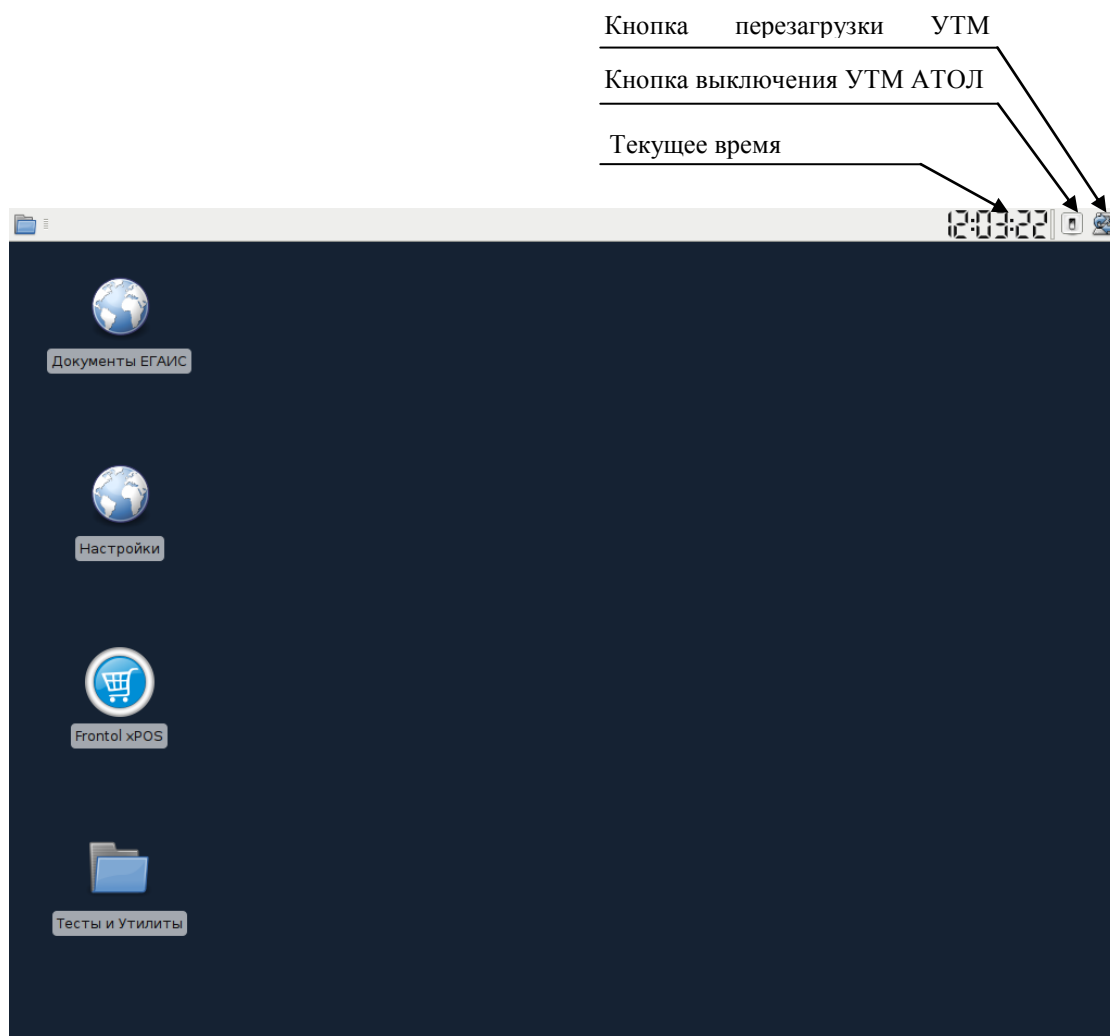 Кнопка перезагрузки УТМ
Кнопка выключения УТМ АТОЛ
Текущее время
12:03:22
Документы ЕГАИС
Настройки
Frontol xPOS
Тесты и Утилиты